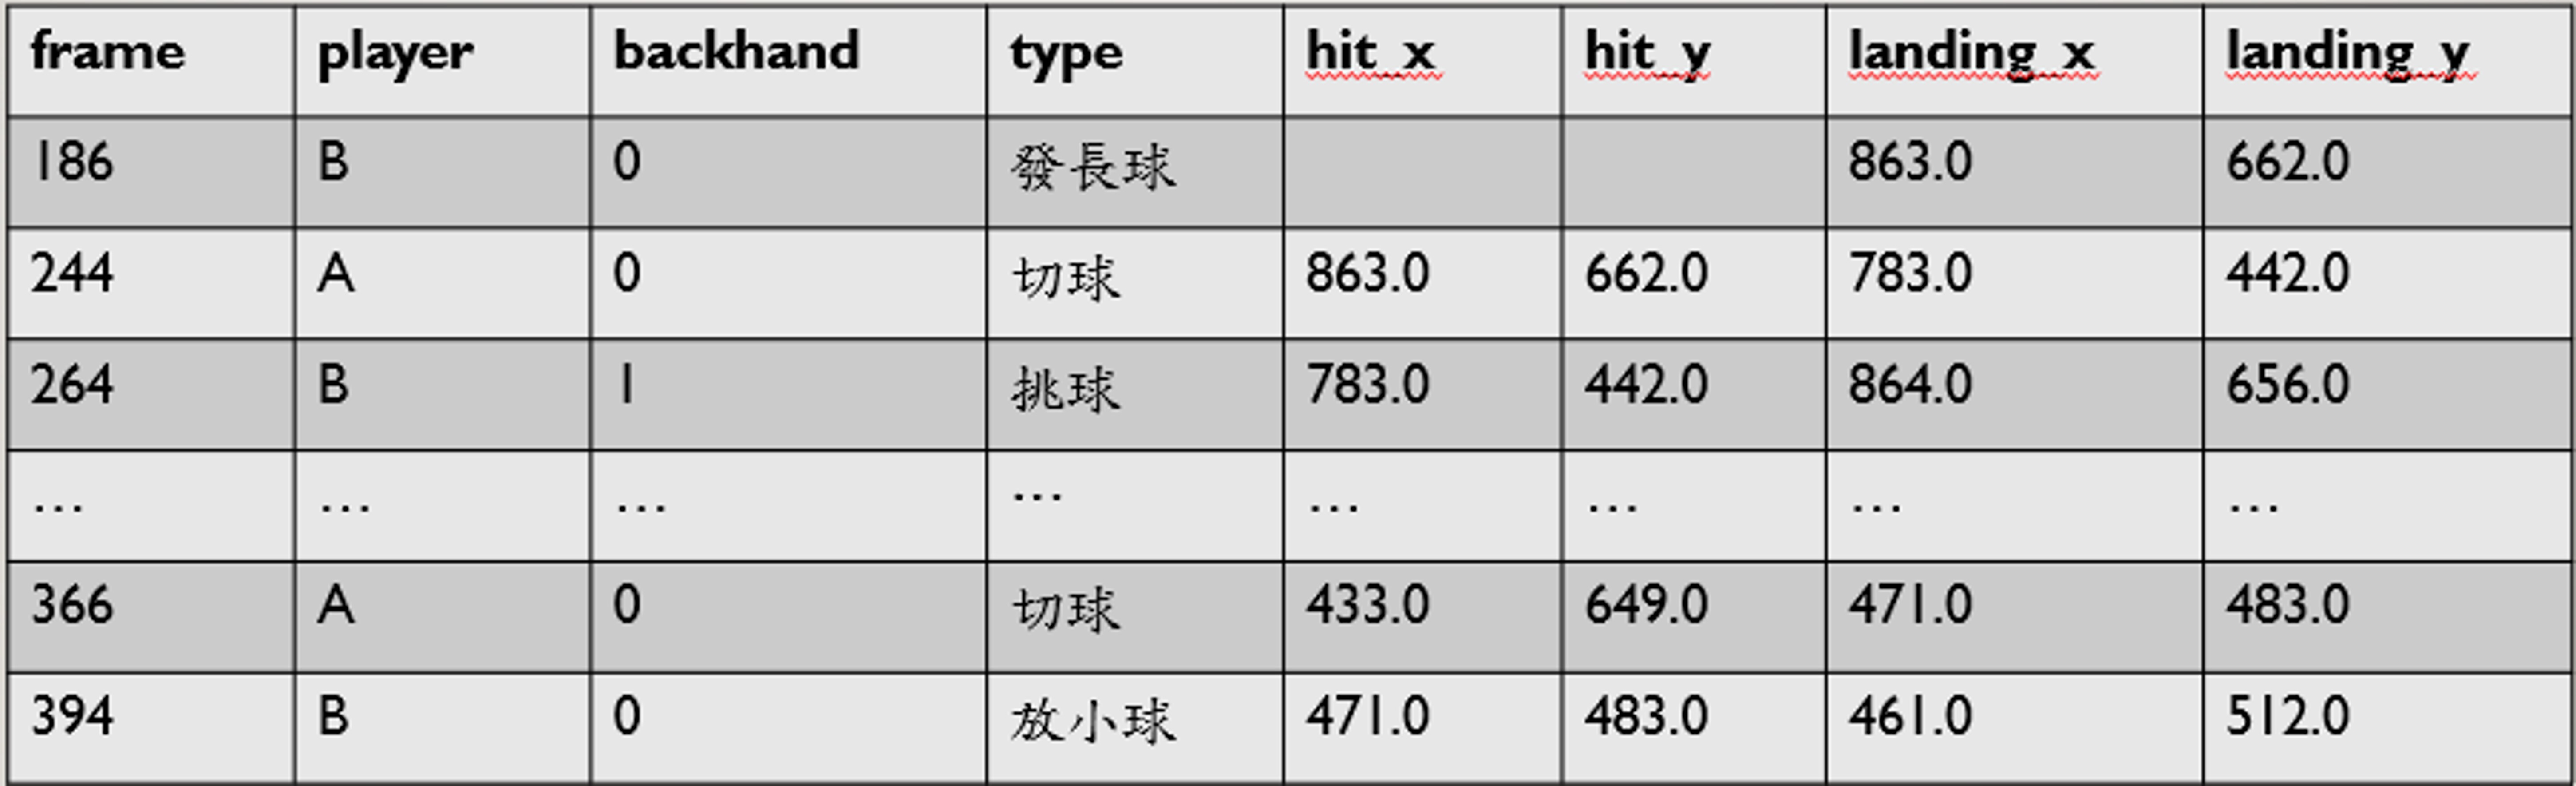 frame player backhand type hit_x hit_y landing_x landing_y
186 B 0 發長球 863.0 662.0
244 A 0 切球 863.0 662.0 783.0 442.0
264 B 1 挑球 783.0 442.0 864.0 656.0
… … … … … … … …
366 A 0 切球 433.0 649.0 471.0 483.0
394 B 0 放小球 471.0 483.0 461.0 512.0